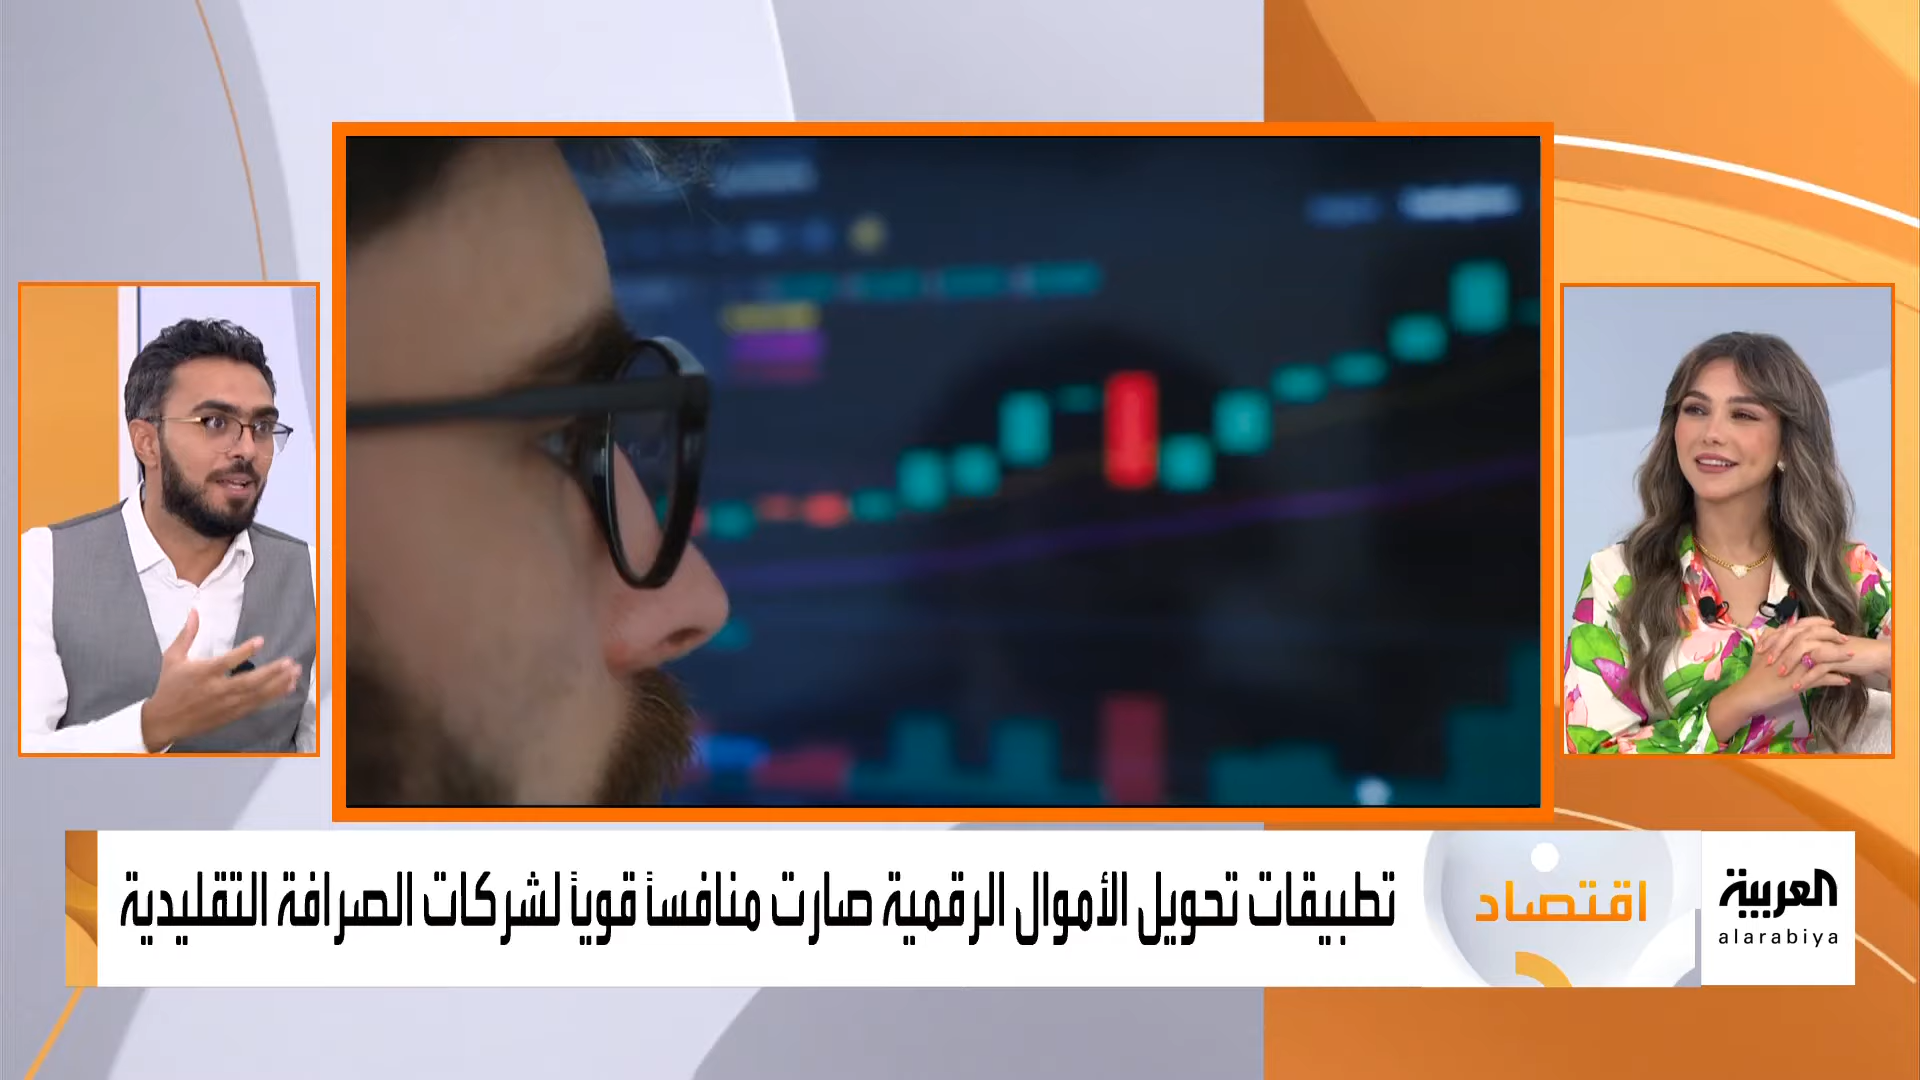 العربية
alarabiya
اقتصاد
تطبيقات تحويل الأموال الرقمية صارت منافساً قوياً لشركات الصرافة التقليدية